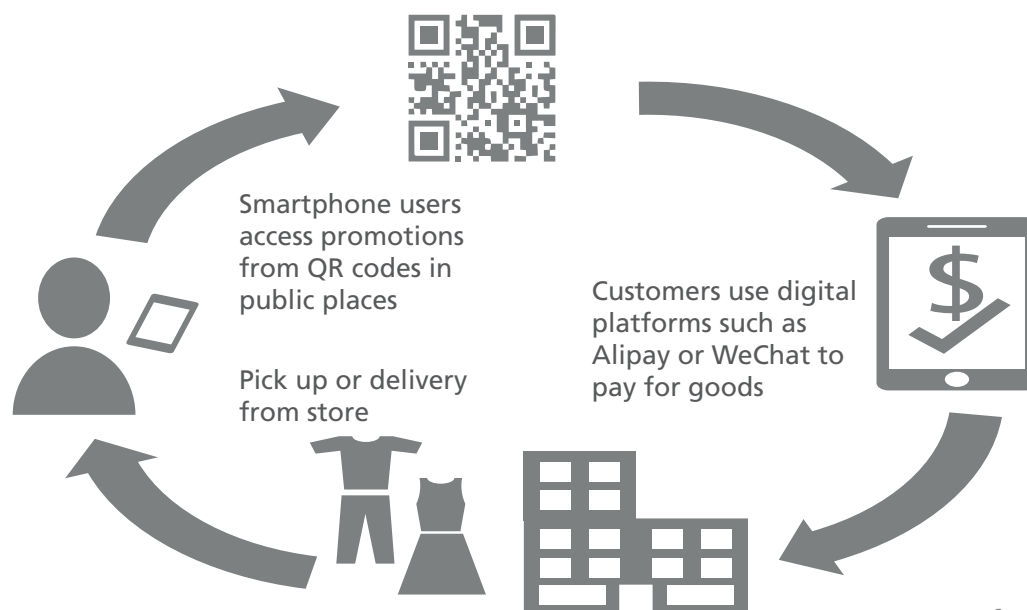 Smartphone users
access promotions
from QR codes in
public places
Customers use digital
platforms such as
Alipay or WeChat to
pay for goods
Pick up or delivery
from store
$